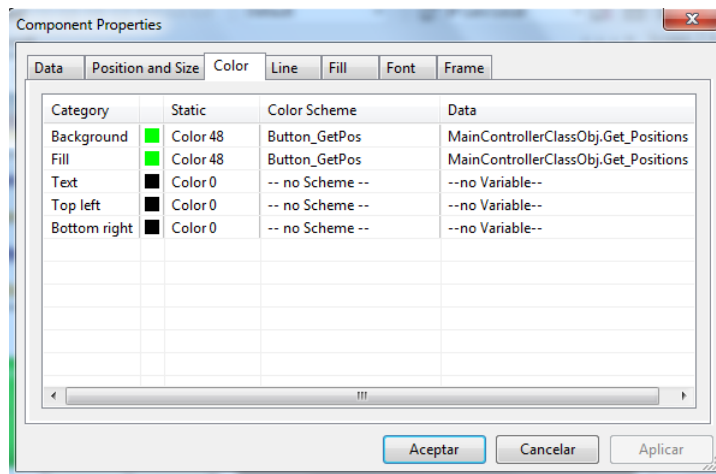 Component Properties
Data Position and Size Color Line Fill Font Frame
Category Static Color Scheme Data
Background Color 48 Button_GetPos MainControllerClassObj.Get_Positions
Fill Color 48 Button_GetPos MainControllerClassObj.Get_Positions
Text Color 0 -- no Scheme -- --no Variable--
Top left Color 0 -- no Scheme -- --no Variable--
Bottom right Color 0 -- no Scheme -- --no Variable--
Aceptar Cancelar Aplicar